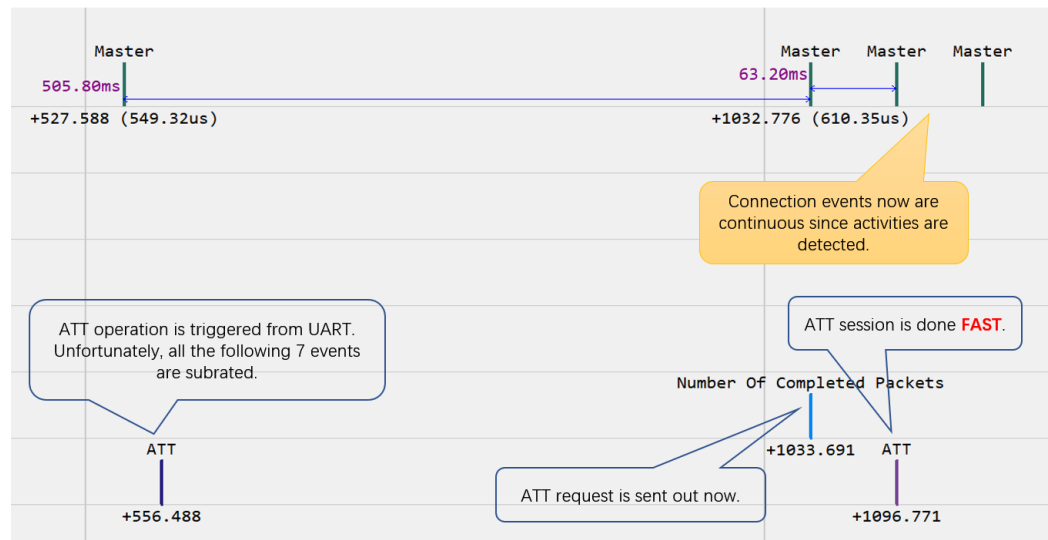 Master
Master
Master
Master
505.80ms
63.20ms
+527.588 (549.32us)
+1032.776 (610.35us)
Connection events now are
continuous since activities are
detected.
ATT operation is triggered from UART.
Unfortunately, all the following 7 events
are subrated.
ATT session is done FAST.
Number Of Completed Packets
ATT
+1033.691
ATT
ATT request is sent out now.
+556.488
+1096.771